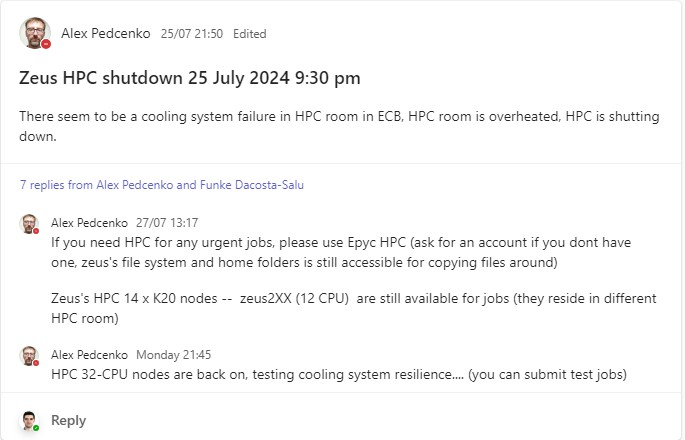 Alex Pedcenko 25/07 21:50 Edited
Zeus HPC shutdown 25 July 2024 9:30 pm
There seem to be a cooling system failure in HPC room in ECB, HPC room is overheated, HPC is shutting
down.
7 replies from Alex Pedcenko and Funke Dacosta-Salu
Alex Pedcenko 27/07 13:17
If you need HPC for any urgent jobs, please use Epyc HPC (ask for an account if you dont have
one, zeus's file system and home folders is still accessible for copying files around)
Zeus's HPC 14 x K20 nodes -- zeus2XX (12 CPU) are still available for jobs (they reside in different
HPC room)
Alex Pedcenko Monday 21:45
HPC 32-CPU nodes are back on, testing cooling system resilience.... (you can submit test jobs)
Reply